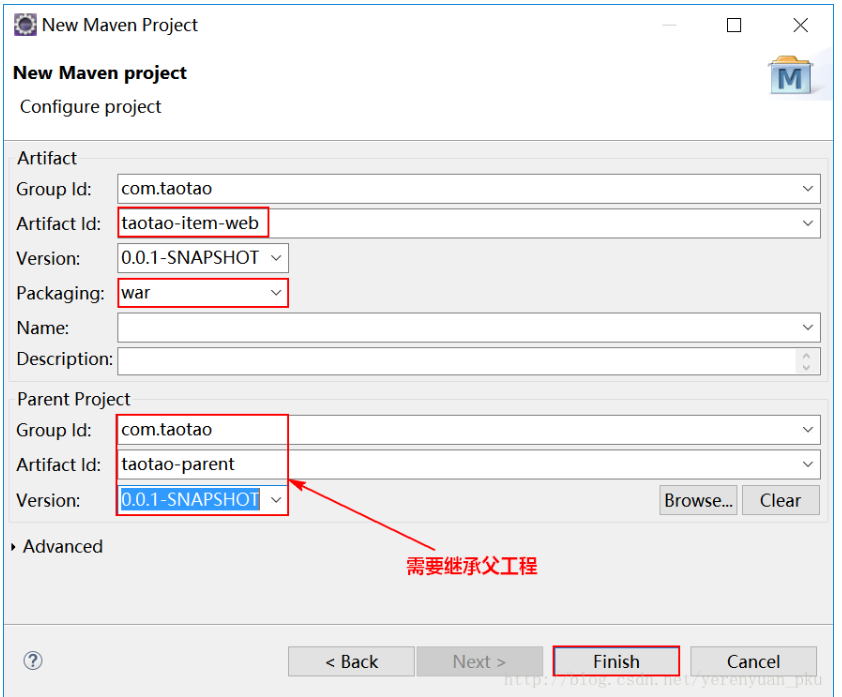 New Maven Project
New Maven project
Configure project
M
Artifact
Group Id: com.taotao
Artifact Id: taotao-item-web
Version: 0.0.1-SNAPSHOT
Packaging: war
Name:
Description:
Parent Project
Group Id: com.taotao
Artifact Id: taotao-parent
Version: 0.0.1-SNAPSHOT Browse... Clear
Advanced
需要继承父工程
? < Back Next > Finish Cancel
http://blog.csdn.net/yerenyuan_pku